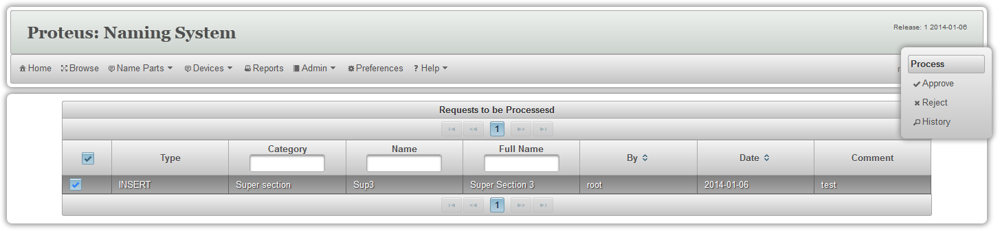 Proteus: Naming System
Release: 1 2014-01-06
Home Browse Name Parts Devices Reports Admin Preferences ? Help
Process
Approve
Reject
History
Requests to be Processesd
1
Type Category Name Full Name By Date Comment
INSERT Super section Sup3 Super Section 3 root 2014-01-06 test
1